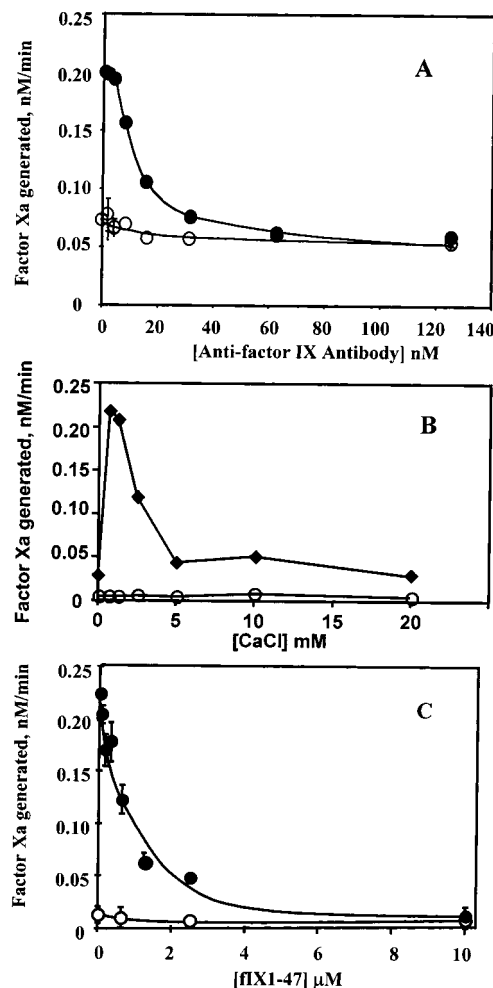 A
Factor Xa generated, nM/min
0.25
0.20
0.15
0.10
0.05
0
0 20 40 60 80 100 120 140
[Anti-factor IX Antibody] nM
B
Factor Xa generated, nM/min
0.25
0.20
0.15
0.10
0.05
0
0 5 10 15 20
[CaCl] mM
C
Factor Xa generated, nM/min
0.25
0.20
0.15
0.10
0.05
0
0 2 4 6 8 10
[fIX1-47] µM